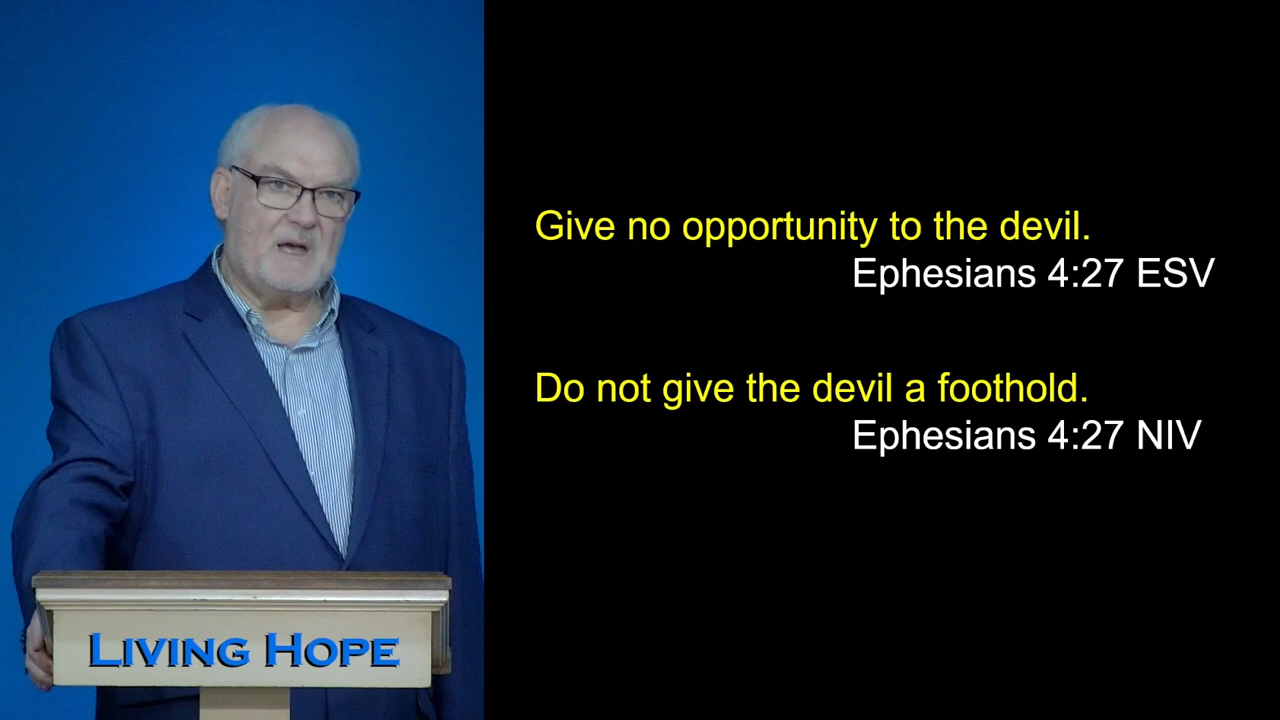 Give no opportunity to the devil.
Ephesians 4:27 ESV
Do not give the devil a foothold.
Ephesians 4:27 NIV
LIVING HOPE